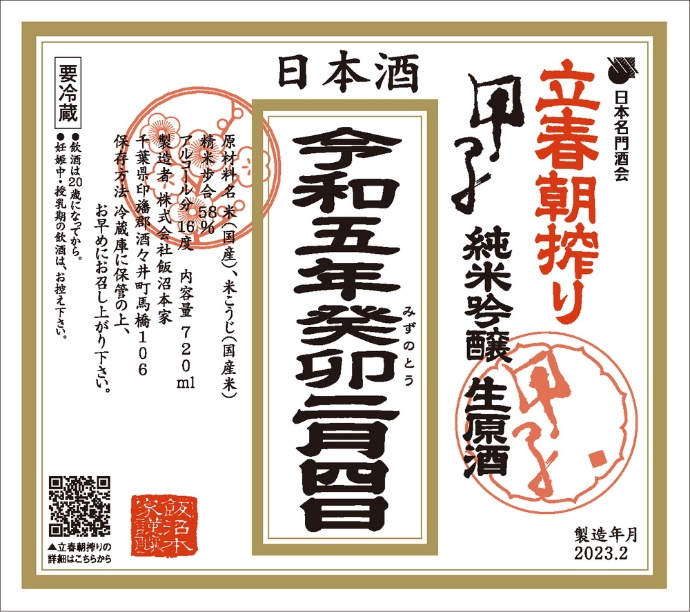 日本名門酒会
立春朝搾り
甲子
純米吟醸 生原酒
甲子
製造年月
2023.2
日本酒
令和五年癸卯二月四日
みずのとう
原材料名 米(国産)、米こうじ(国産米)
精米歩合 58%
アルコール分 16度 内容量 720ml
製造者 株式会社飯沼本家
千葉県印旛郡酒々井町馬橋106
保存方法 冷蔵庫に保管の上、
お早めにお召し上がり下さい。
要冷蔵
●飲酒は20歳になってから。
●妊娠中・授乳期の飲酒は、お控え下さい。
飯沼本
家謹醸
▲立春朝搾りの
詳細はこちらから